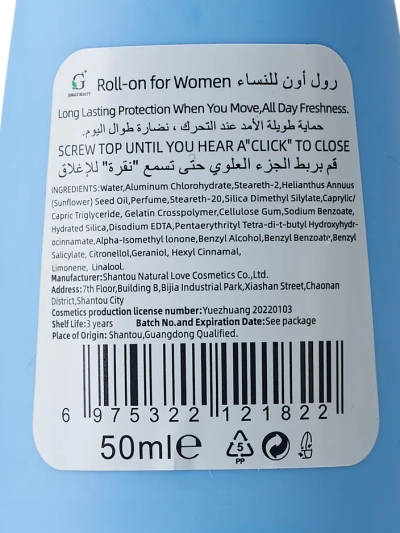 G
Roll-on for Women رول أون للنساء
Long Lasting Protection When You Move,All Day Freshness.
حماية طويلة الأمد عند التحرك ، نضارة طوال اليوم.
SCREW TOP UNTIL YOU HEAR A"CLICK" TO CLOSE
قم بربط الجزء العلوي حتى تسمع "نقرة" للإغلاق
INGREDIENTS:Water,Aluminum Chlorohydrate,Steareth-2,Helianthus Annuus
(Sunflower) Seed Oil,Perfume,Steareth-20,Silica Dimethyl Silylate,Caprylic/
Capric Triglyceride, Gelatin Crosspolymer,Cellulose Gum,Sodium Benzoate,
Hydrated Silica,Disodium EDTA,Pentaerythrityl Tetra-di-t-butyl Hydroxyhydr-
ocinnamate,Alpha-Isomethyl Ionone,Benzyl Alcohol,Benzyl Benzoate,Benzyl
Salicylate, Citronellol,Geraniol, Hexyl Cinnamal,
Limonene, Linalool.
Manufacturer:Shantou Natural Love Cosmetics Co.,Ltd.
Address:7th Floor,Building B,Bijia Industrial Park,Xiashan Street,Chaonan
District,Shantou City
Cosmetics production license number:Yuezhuang 20220103
Shelf Life:3 years Batch No.and Expiration Date:See package
Place of Origin: Shantou,Guangdong Qualified.
6 975322 121822
50ml℮ 5 PP